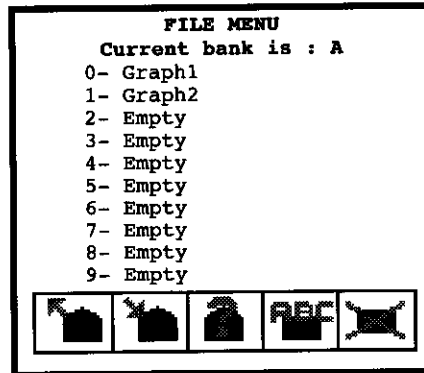 FILE MENU
Current bank is : A
0- Graph1
1- Graph2
2- Empty
3- Empty
4- Empty
5- Empty
6- Empty
7- Empty
8- Empty
9- Empty
?
ABC